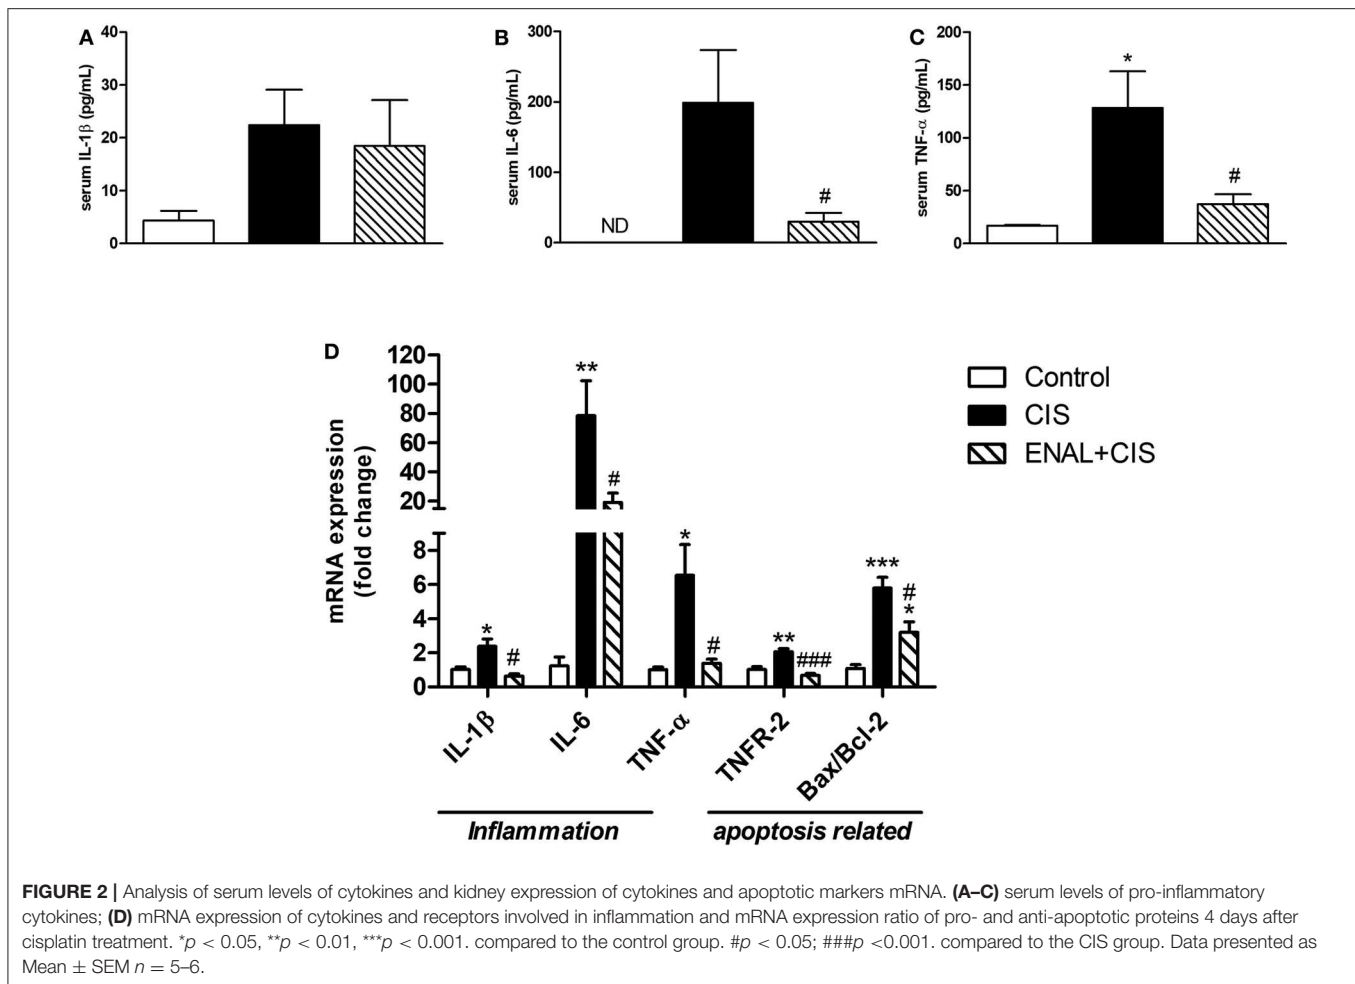 A
40
30
20
10
0
serum IL-1β (pg/mL)
B
300
200
100
0
serum IL-6 (pg/mL)
ND
#
C
200
150
100
50
0
serum TNF-α (pg/mL)
*
#
D
120
100
80
60
40
20
8
6
4
2
0
mRNA expression
(fold change)
*
#
**
#
*
#
**
###
***
#
*
IL-1β
IL-6
TNF-α
TNFR-2
Bax/Bcl-2
Inflammation
apoptosis related
Control
CIS
ENAL+CIS
FIGURE 2 | Analysis of serum levels of cytokines and kidney expression of cytokines and apoptotic markers mRNA. (A–C) serum levels of pro-inflammatory
cytokines; (D) mRNA expression of cytokines and receptors involved in inflammation and mRNA expression ratio of pro- and anti-apoptotic proteins 4 days after
cisplatin treatment. *p < 0.05, **p < 0.01, ***p < 0.001. compared to the control group. #p < 0.05; ###p <0.001. compared to the CIS group. Data presented as
Mean ± SEM n = 5–6.